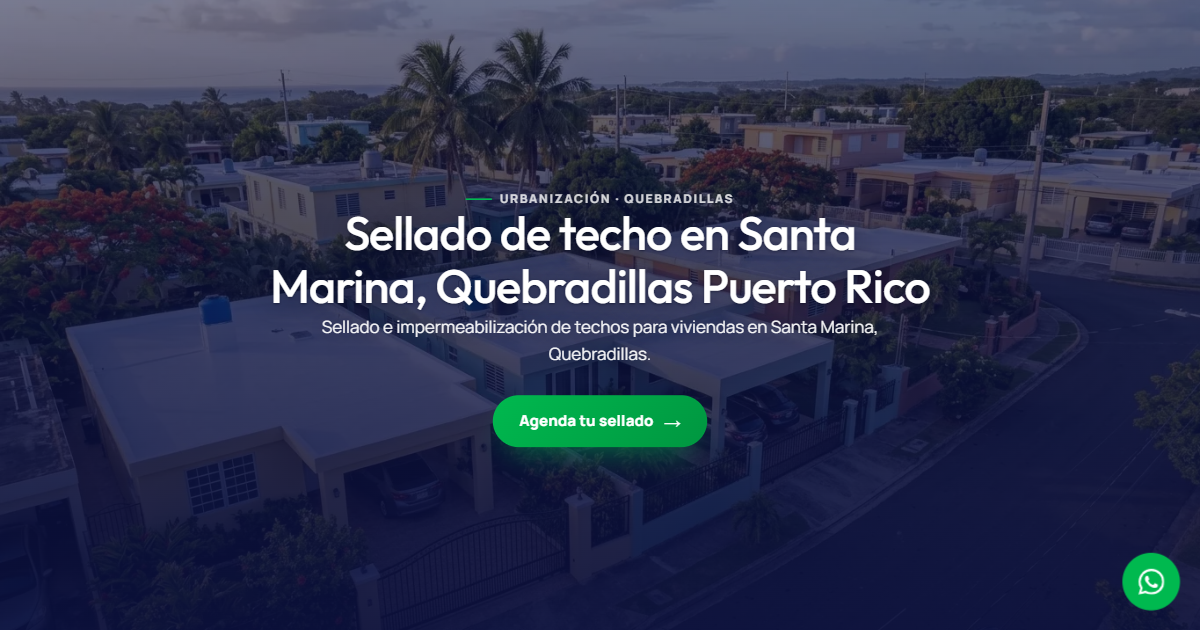 URBANIZACIÓN · QUEBRADILLAS
Sellado de techo en Santa
Marina, Quebradillas Puerto Rico
Sellado e impermeabilización de techos para viviendas en Santa Marina,
Quebradillas.
Agenda tu sellado →